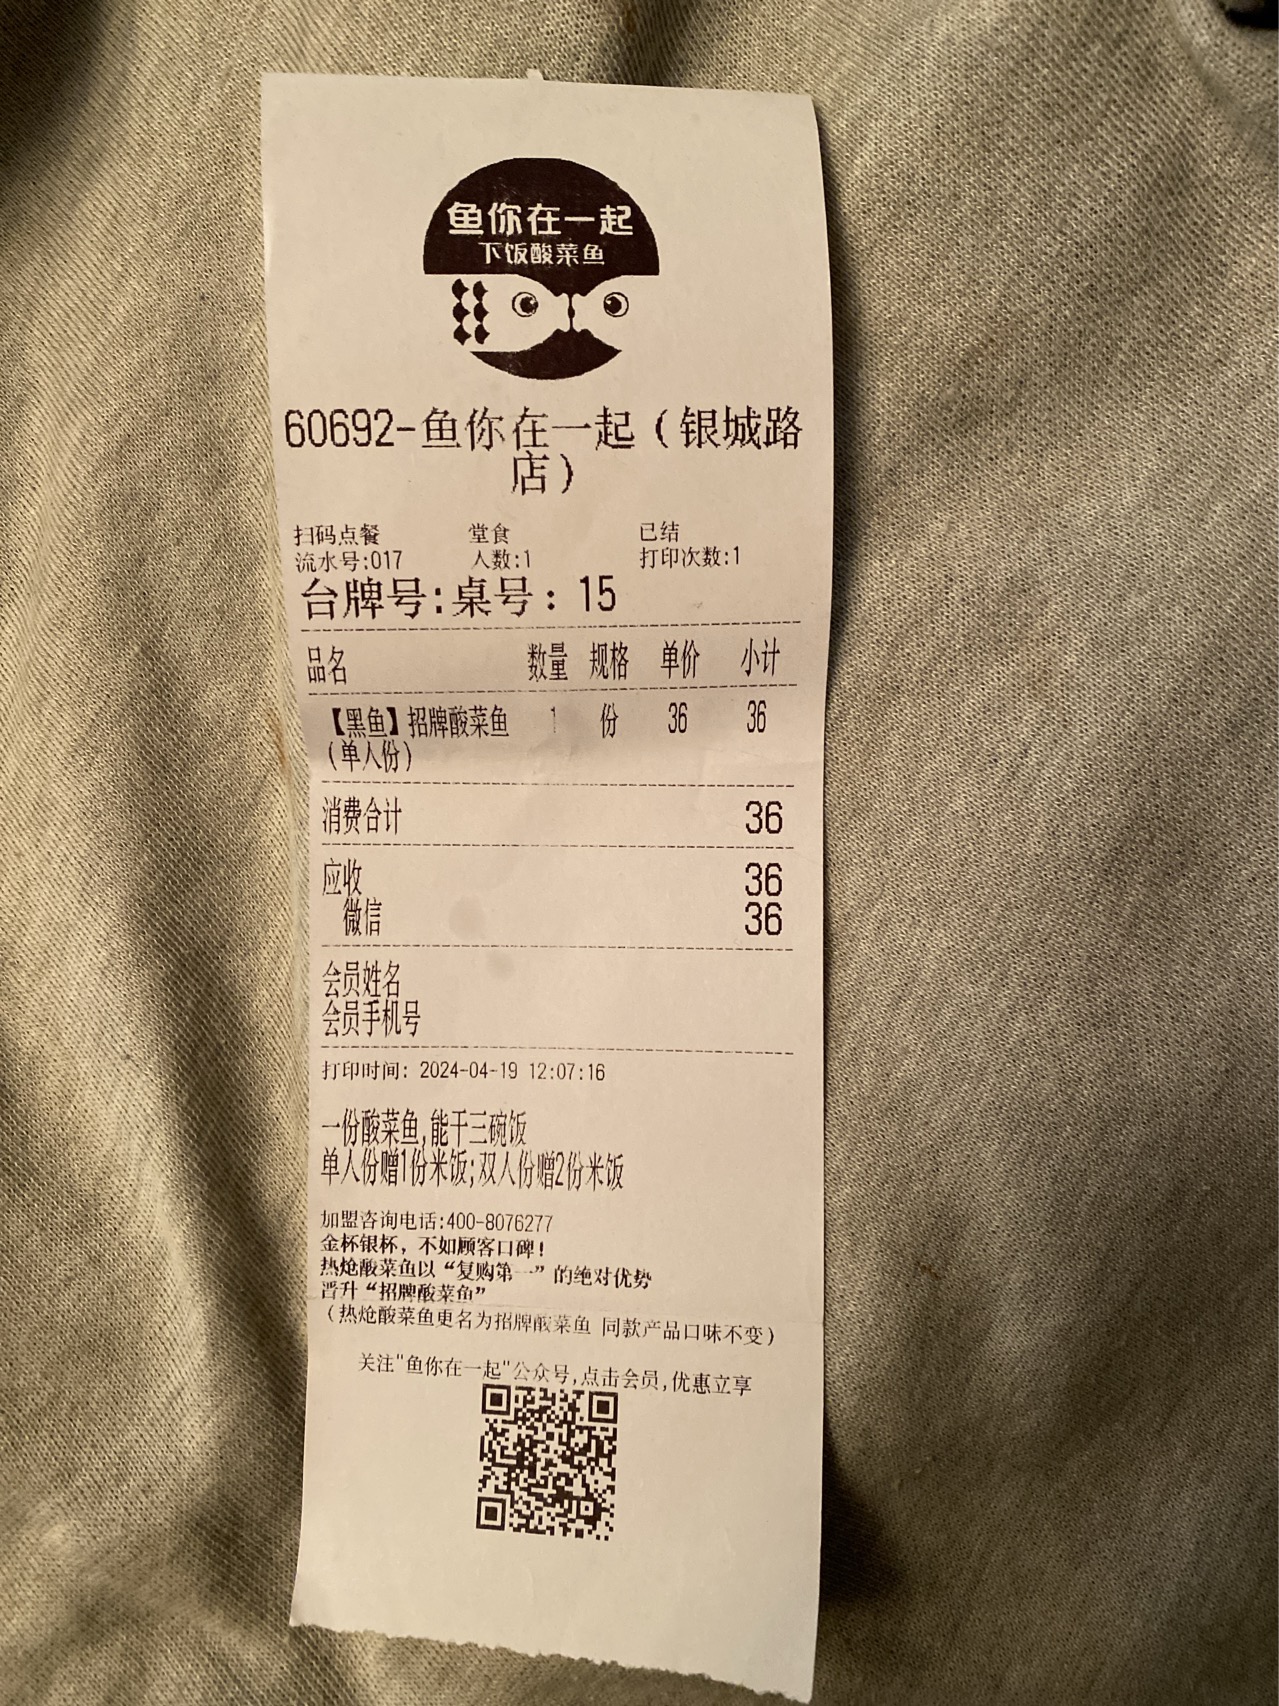 鱼你在一起
下饭酸菜鱼
60692-鱼你在一起(银城路
店)
扫码点餐 堂食 已结
流水号:017 人数:1 打印次数:1
台牌号:桌号: 15
品名 数量 规格 单价 小计
【黑鱼】招牌酸菜鱼 1 份 36 36
(单人份)
消费合计 36
应收 36
微信 36
会员姓名
会员手机号
打印时间: 2024-04-19 12:07:16
一份酸菜鱼,能干三碗饭
单人份赠1份米饭;双人份赠2份米饭
加盟咨询电话:400-8076277
金杯银杯，不如顾客口碑！
热炝酸菜鱼以“复购第一”的绝对优势
晋升“招牌酸菜鱼”
(热炝酸菜鱼更名为招牌酸菜鱼 同款产品口味不变)
关注"鱼你在一起"公众号,点击会员,优惠立享